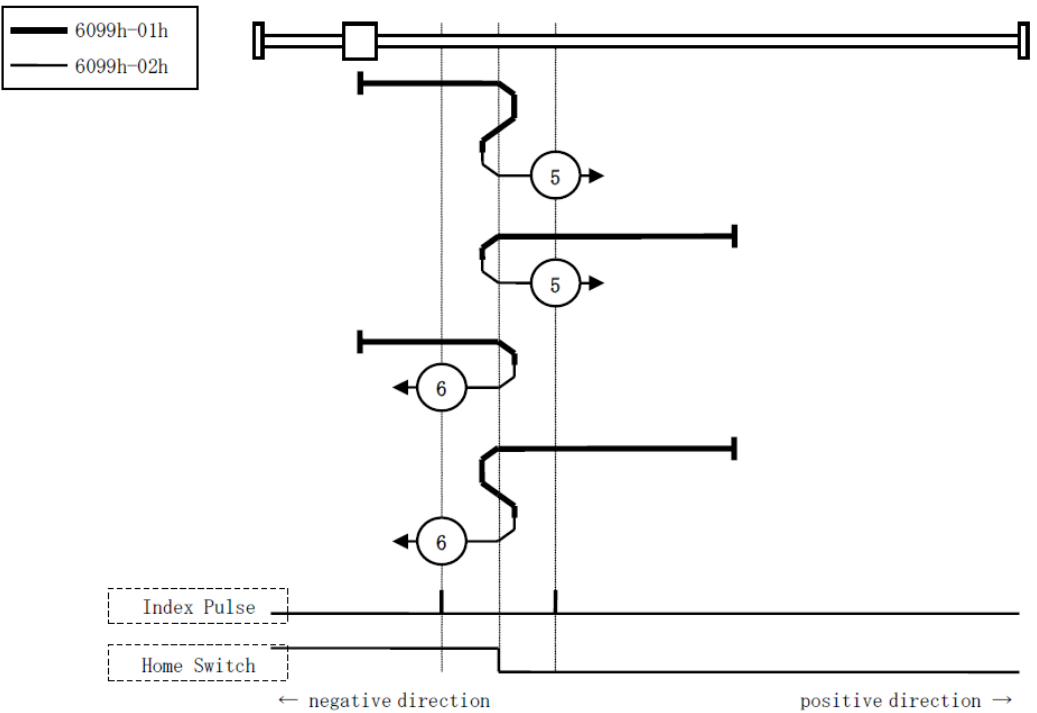 6099h-01h
6099h-02h
5
5
6
6
Index Pulse
Home Switch
← negative direction
positive direction →